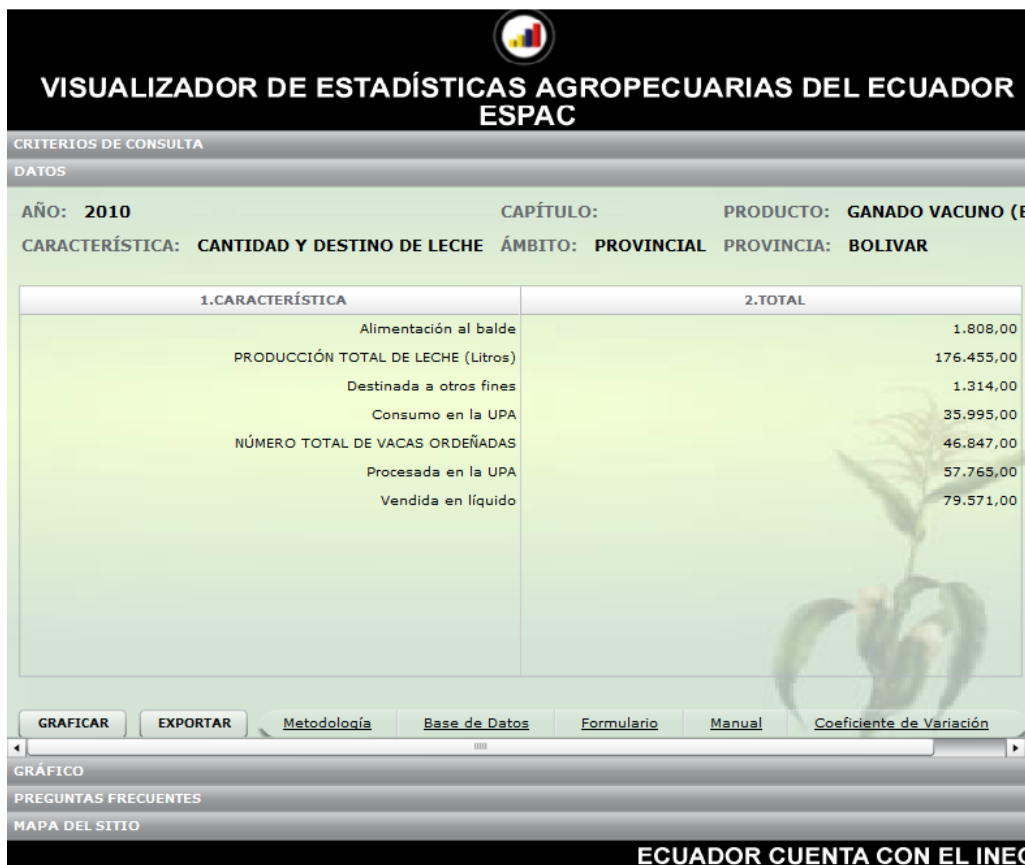 VISUALIZADOR DE ESTADÍSTICAS AGROPECUARIAS DEL ECUADOR
ESPAC
CRITERIOS DE CONSULTA
DATOS
AÑO: 2010 CAPÍTULO: PRODUCTO: GANADO VACUNO (
CARACTERÍSTICA: CANTIDAD Y DESTINO DE LECHE ÁMBITO: PROVINCIAL PROVINCIA: BOLIVAR
1.CARACTERÍSTICA 2.TOTAL
Alimentación al balde 1.808,00
PRODUCCIÓN TOTAL DE LECHE (Litros) 176.455,00
Destinada a otros fines 1.314,00
Consumo en la UPA 35.995,00
NÚMERO TOTAL DE VACAS ORDEÑADAS 46.847,00
Procesada en la UPA 57.765,00
Vendida en líquido 79.571,00
GRAFICAR EXPORTAR Metodología Base de Datos Formulario Manual Coeficiente de Variación
GRÁFICO
PREGUNTAS FRECUENTES
MAPA DEL SITIO
ECUADOR CUENTA CON EL INEC